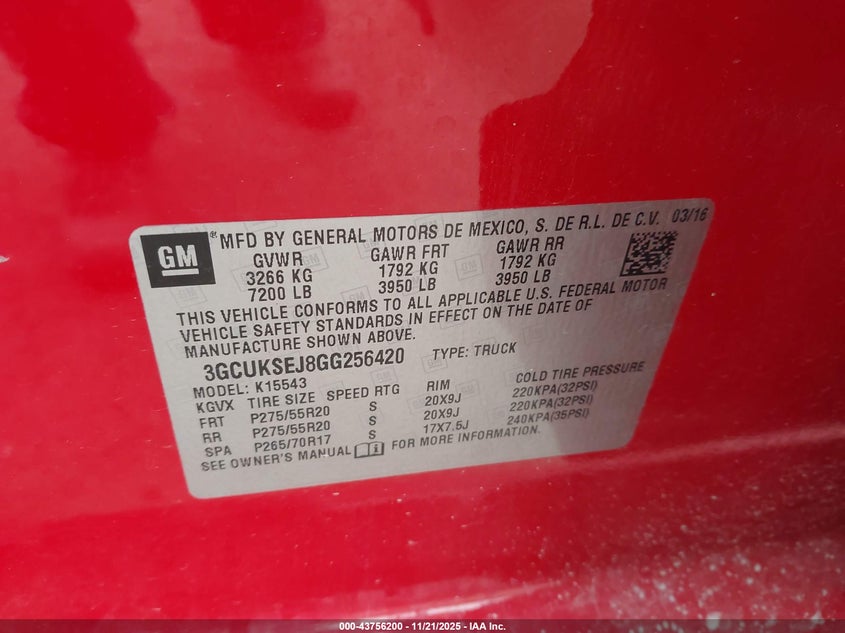 GM ® MFD BY GENERAL MOTORS DE MEXICO, S. DE R.L. DE C.V. 03/16
GVWR GAWR FRT GAWR RR
3266 KG 1792 KG 1792 KG
7200 LB 3950 LB 3950 LB
THIS VEHICLE CONFORMS TO ALL APPLICABLE U.S. FEDERAL MOTOR
VEHICLE SAFETY STANDARDS IN EFFECT ON THE DATE OF
MANUFACTURE SHOWN ABOVE.
3GCUKSEJ8GG256420 TYPE: TRUCK
MODEL: K15543
KGVX TIRE SIZE SPEED RTG RIM COLD TIRE PRESSURE
FRT P275/55R20 S 20X9J 220KPA(32PSI)
RR P275/55R20 S 20X9J 220KPA(32PSI)
SPA P265/70R17 S 17X7.5J 240KPA(35PSI)
SEE OWNER'S MANUAL FOR MORE INFORMATION.
000-43756200 - 11/21/2025 - IAA Inc.